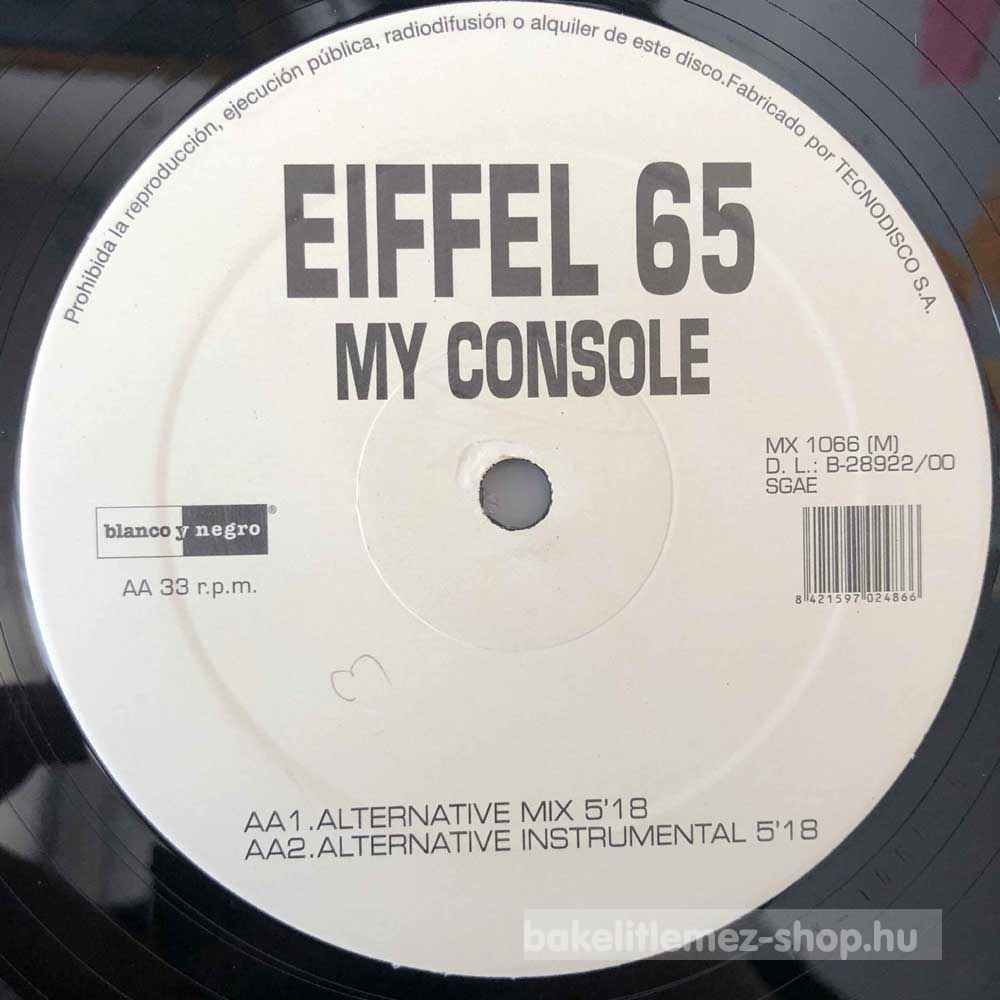 Prohibida la reproducción, ejecución pública, radiodifusión o alquiler de este disco.Fabricado por TECNODISCO S.A.
EIFFEL 65
MY CONSOLE
MX 1066 (M)
D. L.: B-28922/00
SGAE
blanco y negro®
AA 33 r.p.m.
8 421597 024866
3
AA1.ALTERNATIVE MIX 5'18
AA2.ALTERNATIVE INSTRUMENTAL 5'18
bakelitlemez-shop.hu